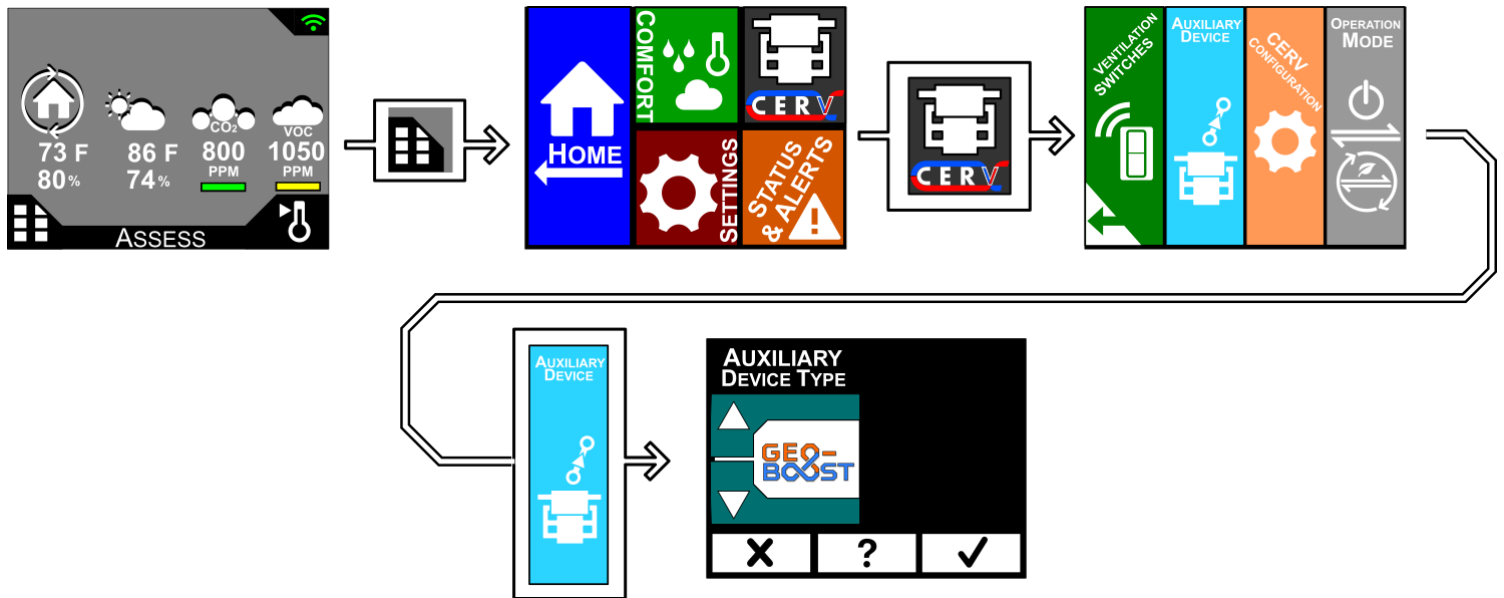 73 F
80%
86 F
74%
CO2
800
PPM
VOC
1050
PPM
ASSESS
HOME
COMFORT
CERV
SETTINGS
STATUS
& ALERTS
CERV
VENTILATION
SWITCHES
AUXILIARY
DEVICE
CERV
CONFIGURATION
OPERATION
MODE
AUXILIARY
DEVICE
AUXILIARY
DEVICE TYPE
GEO-
BOOST
?